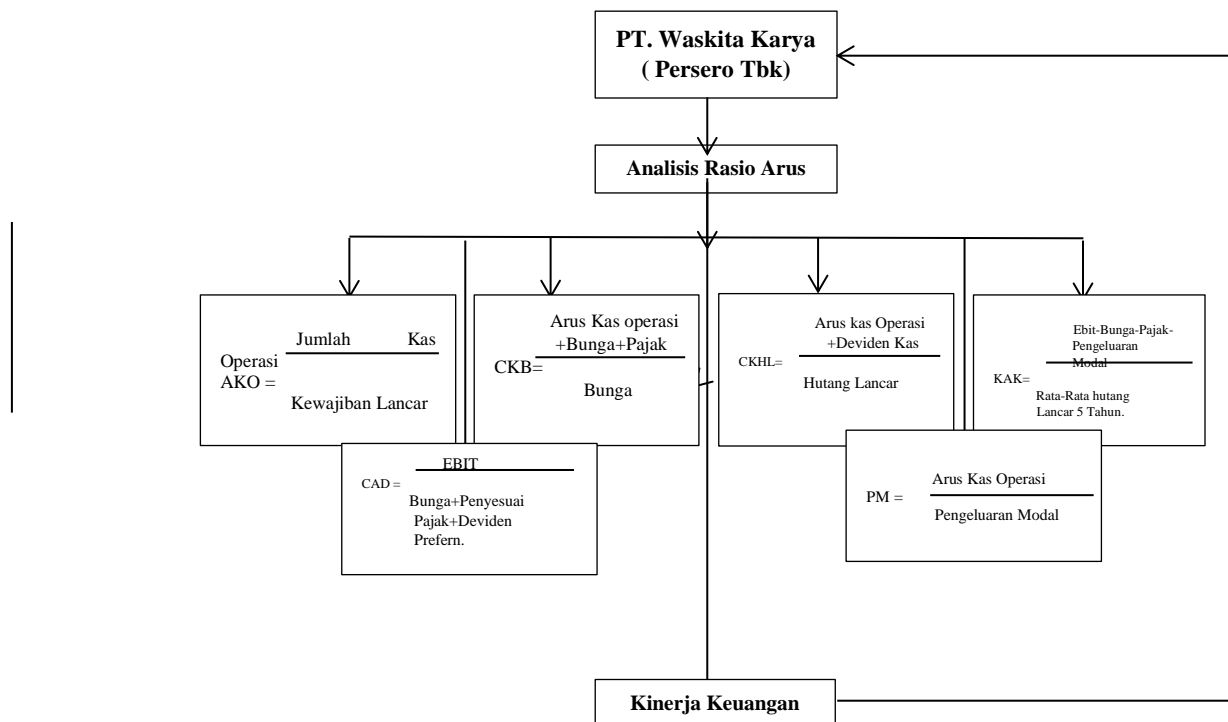 PT. Waskita Karya
( Persero Tbk)
Analisis Rasio Arus
Jumlah Kas
Operasi
AKO =
Kewajiban Lancar
Arus Kas operasi
+Bunga+Pajak
CKB=
Bunga
Arus kas Operasi
+Deviden Kas
CKHL=
Hutang Lancar
Ebit-Bunga-Pajak-
Pengeluaran
Modal
KAK=
Rata-Rata hutang
Lancar 5 Tahun.
EBIT
CAD =
Bunga+Penyesuai
Pajak+Deviden
Prefern.
Arus Kas Operasi
PM =
Pengeluaran Modal
Kinerja Keuangan